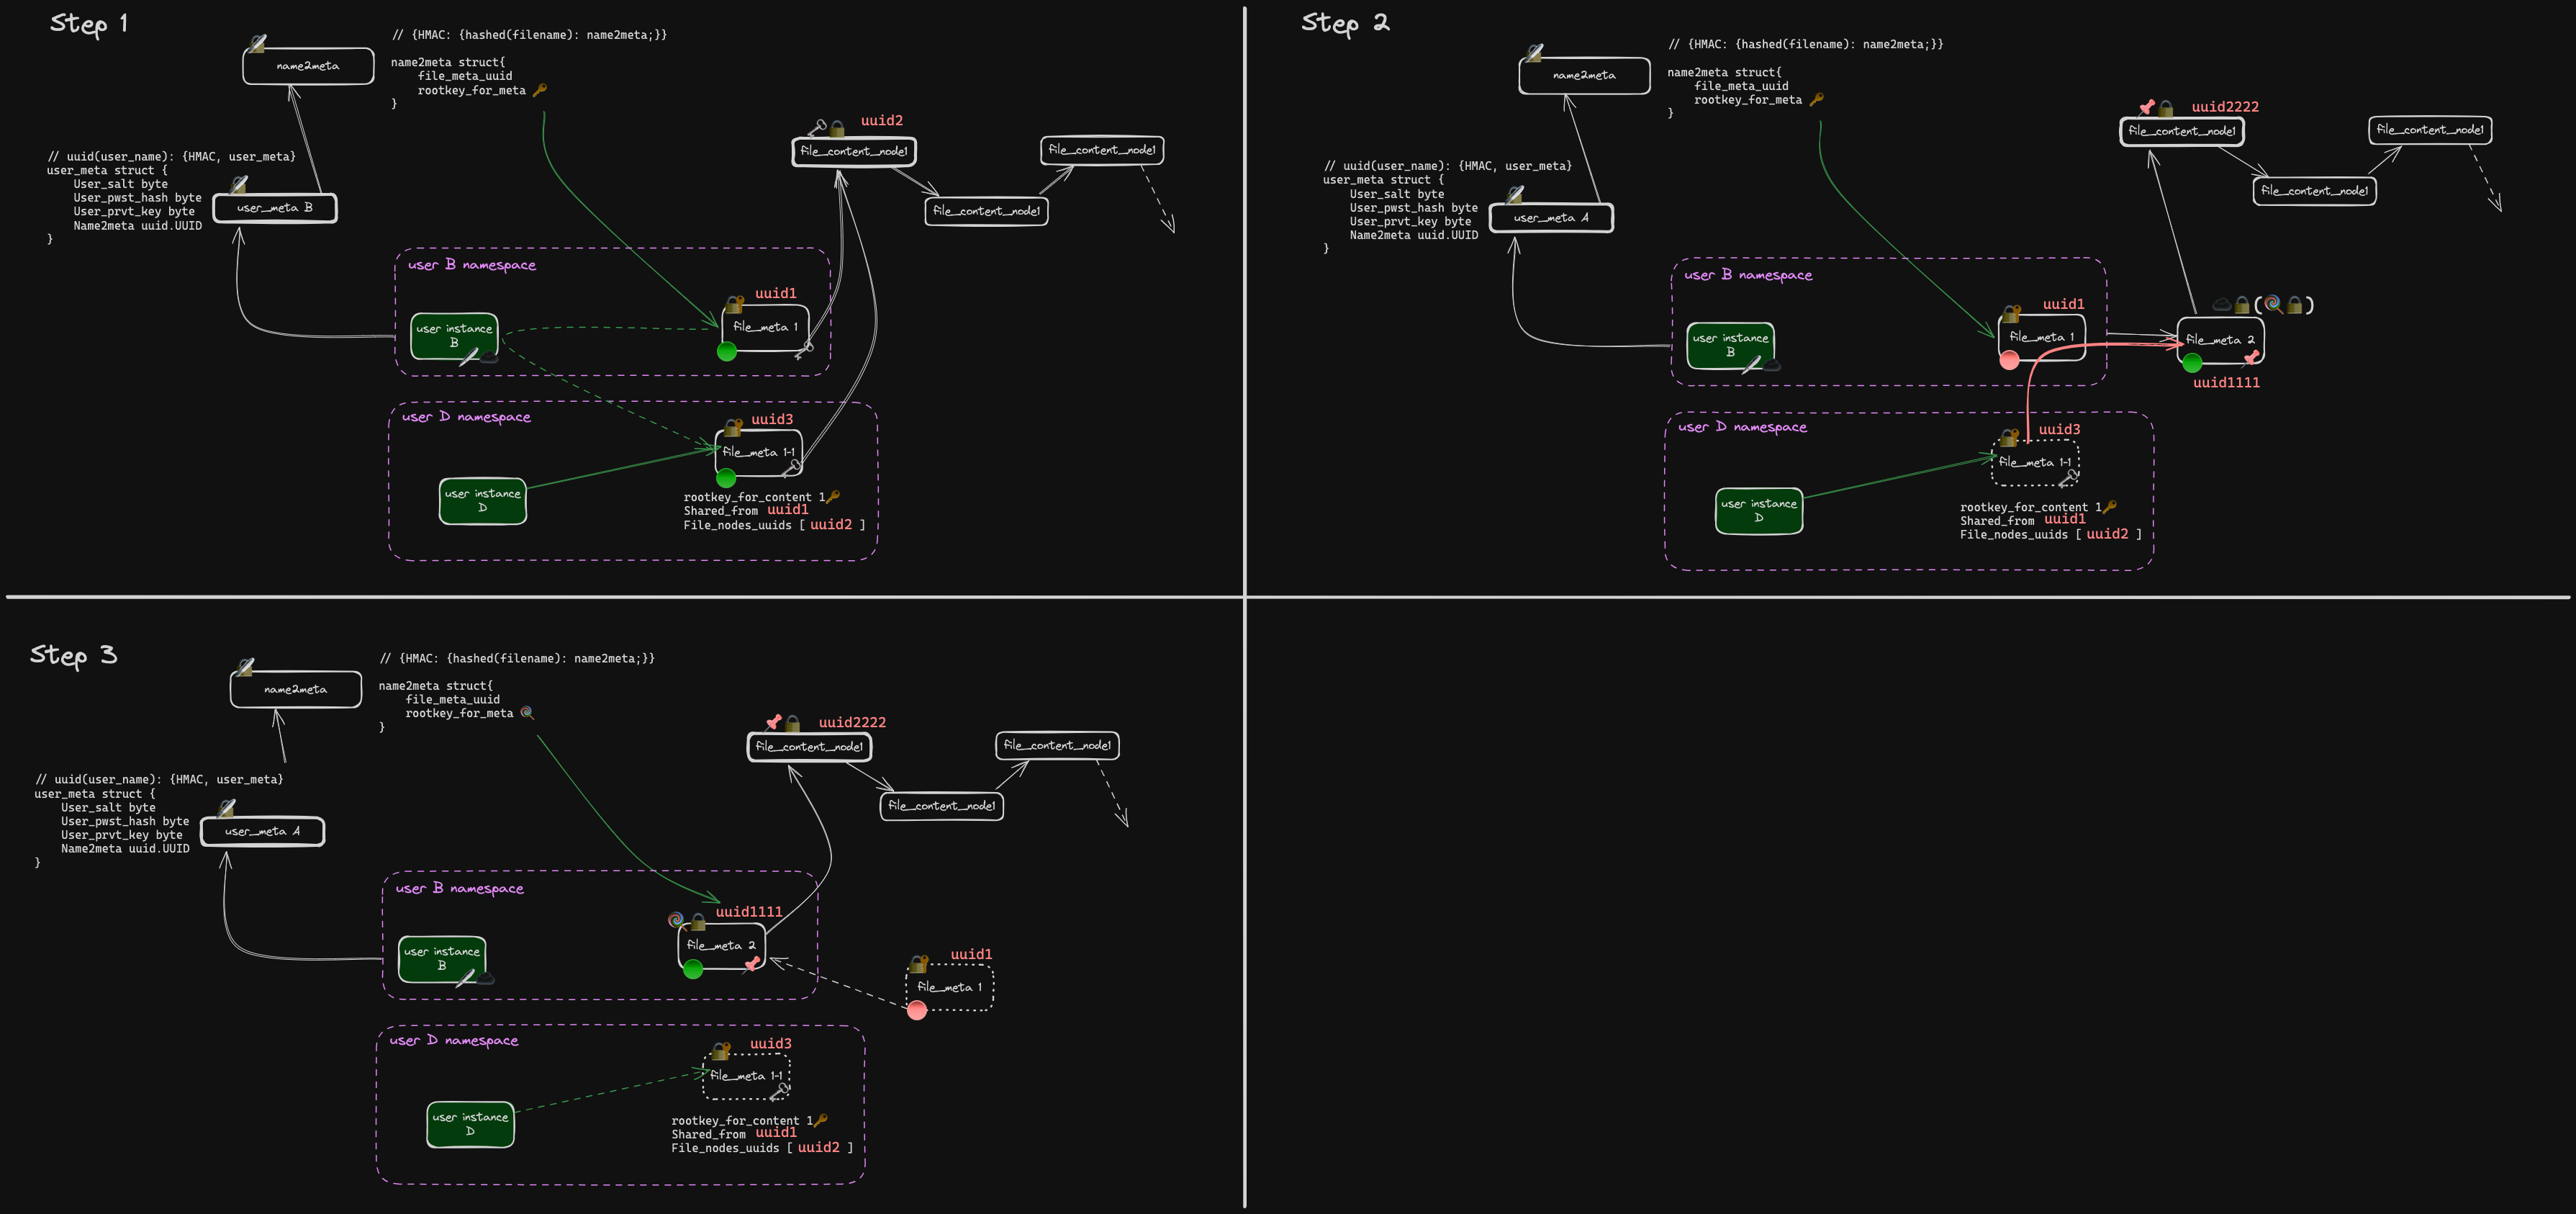 Step 1
name2meta
// {HMAC: {hashed(filename): name2meta;}}
name2meta struct{
file_meta_uuid
rootkey_for_meta
}
// uuid(user_name): {HMAC, user_meta}
user_meta struct {
User_salt byte
User_pwst_hash byte
User_prvt_key byte
Name2meta uuid.UUID
}
user_meta B
uuid2
file_content_node1
file_content_node1
file_content_node1
user B namespace
user instance
B
uuid1
file_meta 1
user D namespace
user instance
D
uuid3
file_meta 1-1
rootkey_for_content 1
Shared_from uuid1
File_nodes_uuids [ uuid2 ]
Step 2
name2meta
// {HMAC: {hashed(filename): name2meta;}}
name2meta struct{
file_meta_uuid
rootkey_for_meta
}
// uuid(user_name): {HMAC, user_meta}
user_meta struct {
User_salt byte
User_pwst_hash byte
User_prvt_key byte
Name2meta uuid.UUID
}
user_meta A
uuid2222
file_content_node1
file_content_node1
file_content_node1
user B namespace
user instance
B
uuid1
file_meta 1
( )
file_meta 2
uuid1111
user D namespace
user instance
D
uuid3
file_meta 1-1
rootkey_for_content 1
Shared_from uuid1
File_nodes_uuids [ uuid2 ]
Step 3
name2meta
// {HMAC: {hashed(filename): name2meta;}}
name2meta struct{
file_meta_uuid
rootkey_for_meta
}
// uuid(user_name): {HMAC, user_meta}
user_meta struct {
User_salt byte
User_pwst_hash byte
User_prvt_key byte
Name2meta uuid.UUID
}
user_meta A
uuid2222
file_content_node1
file_content_node1
file_content_node1
user B namespace
user instance
B
uuid1111
file_meta 2
uuid1
file_meta 1
user D namespace
user instance
D
uuid3
file_meta 1-1
rootkey_for_content 1
Shared_from uuid1
File_nodes_uuids [ uuid2 ]